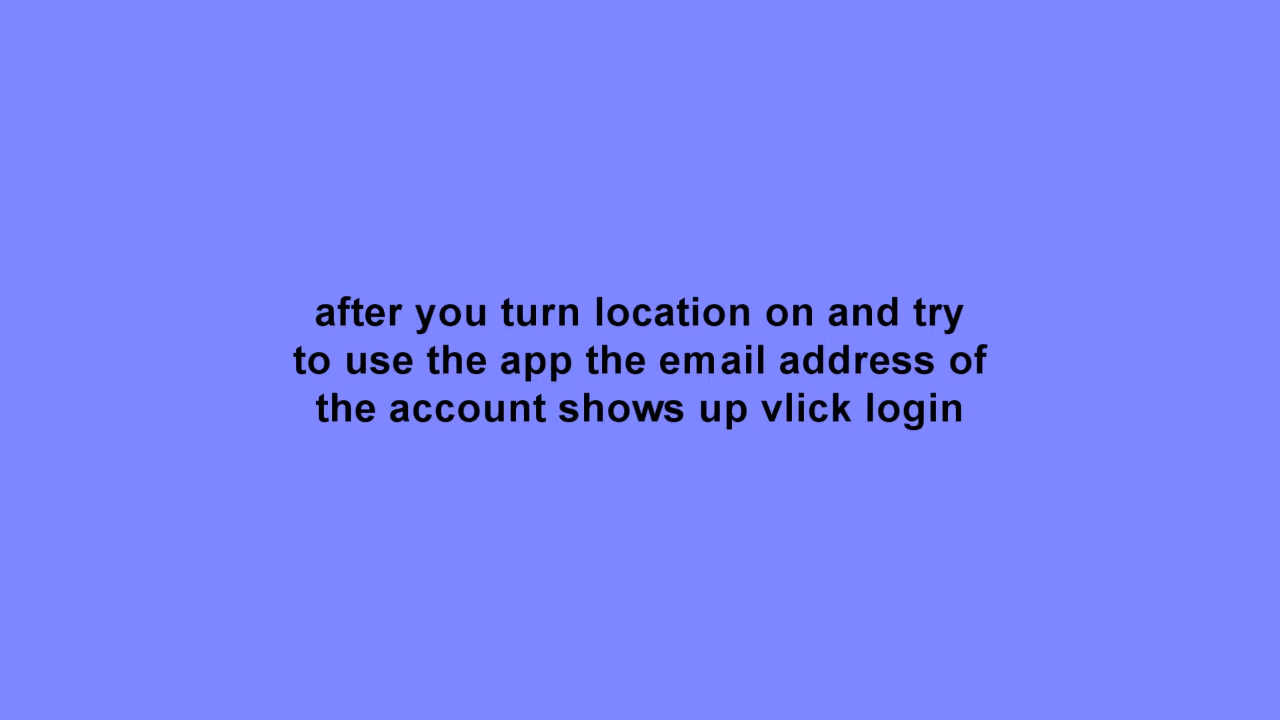 after you turn location on and try
to use the app the email address of
the account shows up vlick login